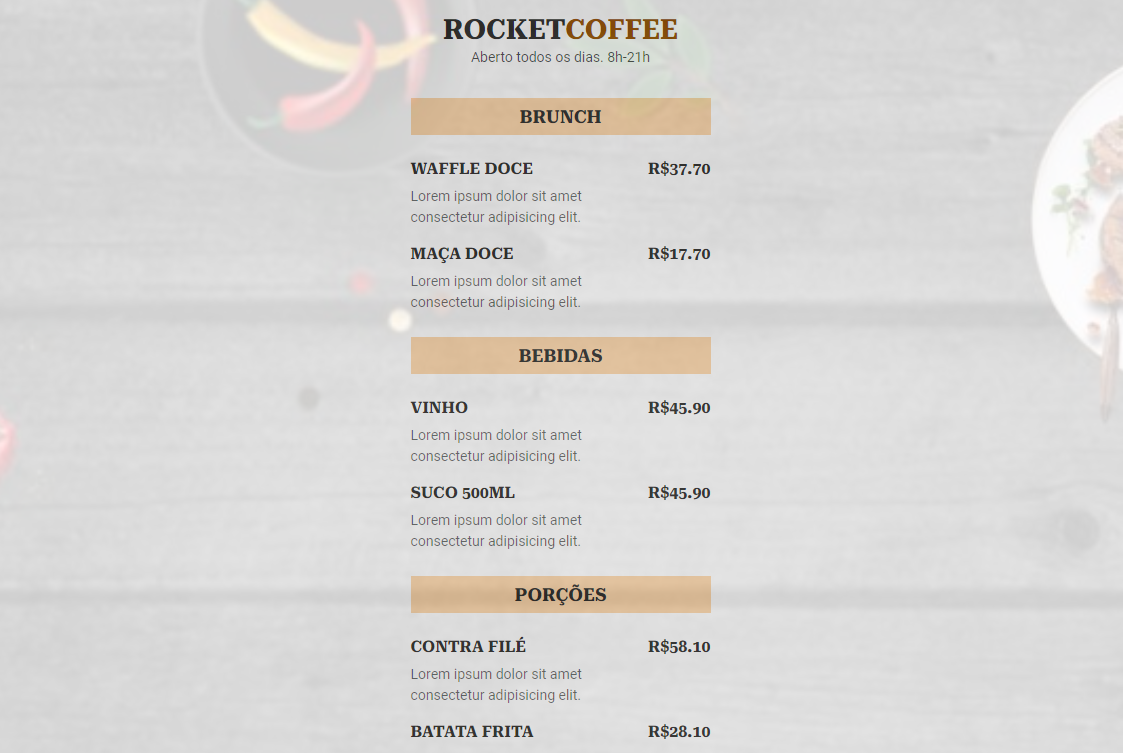 ROCKETCOFFEE
Aberto todos os dias. 8h-21h
BRUNCH
WAFFLE DOCE R$37.70
Lorem ipsum dolor sit amet
consectetur adipisicing elit.
MAÇA DOCE R$17.70
Lorem ipsum dolor sit amet
consectetur adipisicing elit.
BEBIDAS
VINHO R$45.90
Lorem ipsum dolor sit amet
consectetur adipisicing elit.
SUCO 500ML R$45.90
Lorem ipsum dolor sit amet
consectetur adipisicing elit.
PORÇÕES
CONTRA FILÉ R$58.10
Lorem ipsum dolor sit amet
consectetur adipisicing elit.
BATATA FRITA R$28.10